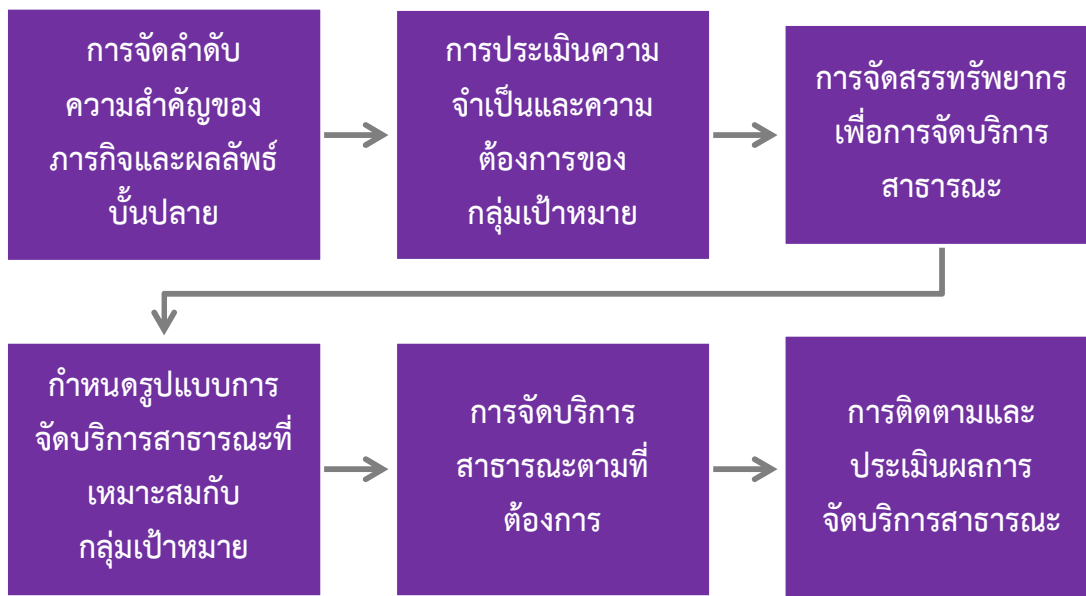 การจัดลำดับ
ความสำคัญของ
ภารกิจและผลลัพธ์
บั้นปลาย
การประเมินความ
จำเป็นและความ
ต้องการของ
กลุ่มเป้าหมาย
การจัดสรรทรัพยากร
เพื่อการจัดบริการ
สาธารณะ
กำหนดรูปแบบการ
จัดบริการสาธารณะที่
เหมาะสมกับ
กลุ่มเป้าหมาย
การจัดบริการ
สาธารณะตามที่
ต้องการ
การติดตามและ
ประเมินผลการ
จัดบริการสาธารณะ